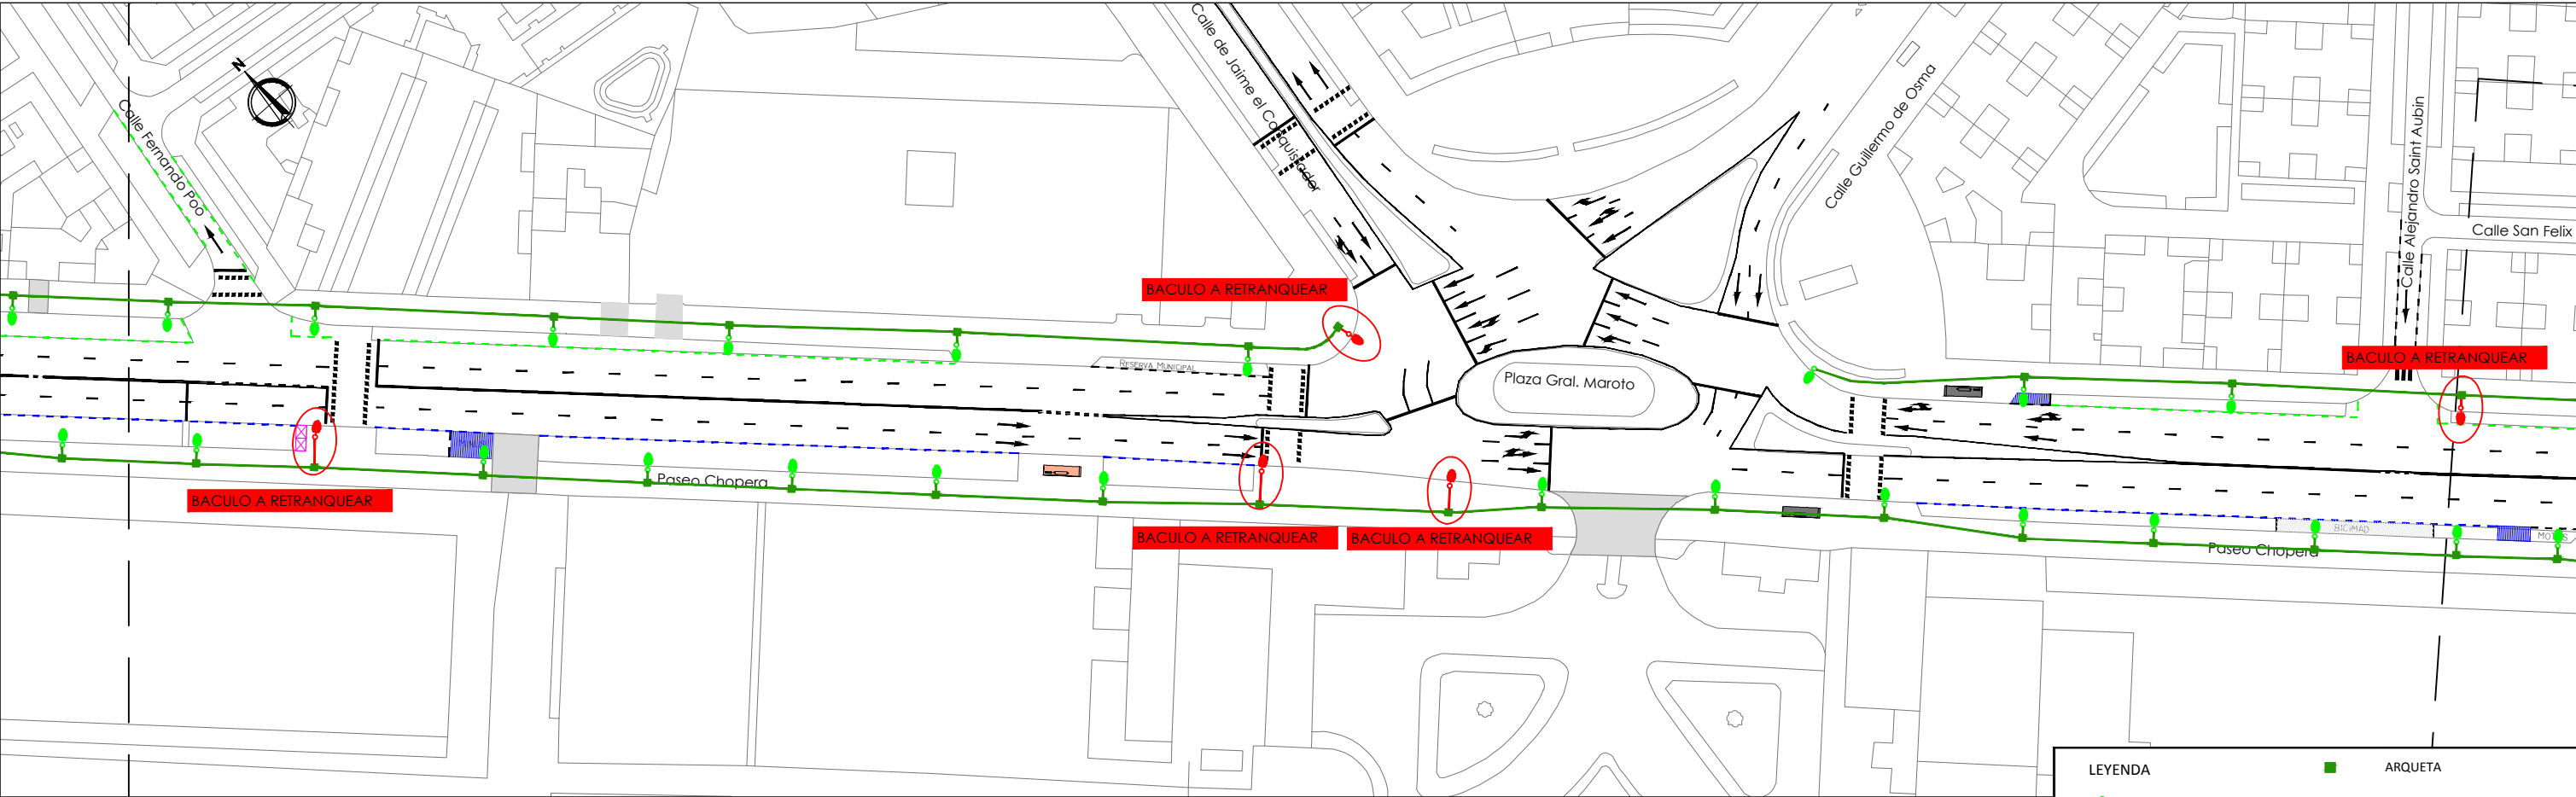 N
Calle Fernando Poo
Calle de Jaime el Conquistador
Calle Guillermo de Osma
Calle Alejandro Saint Aubin
Calle San Felix
BACULO A RETRANQUEAR
RESERVA MUNICIPAL
Plaza Gral. Maroto
BACULO A RETRANQUEAR
BACULO A RETRANQUEAR
Paseo Chopera
BACULO A RETRANQUEAR
BACULO A RETRANQUEAR
BICIMAD
Paseo Chopera
LEYENDA
ARQUETA